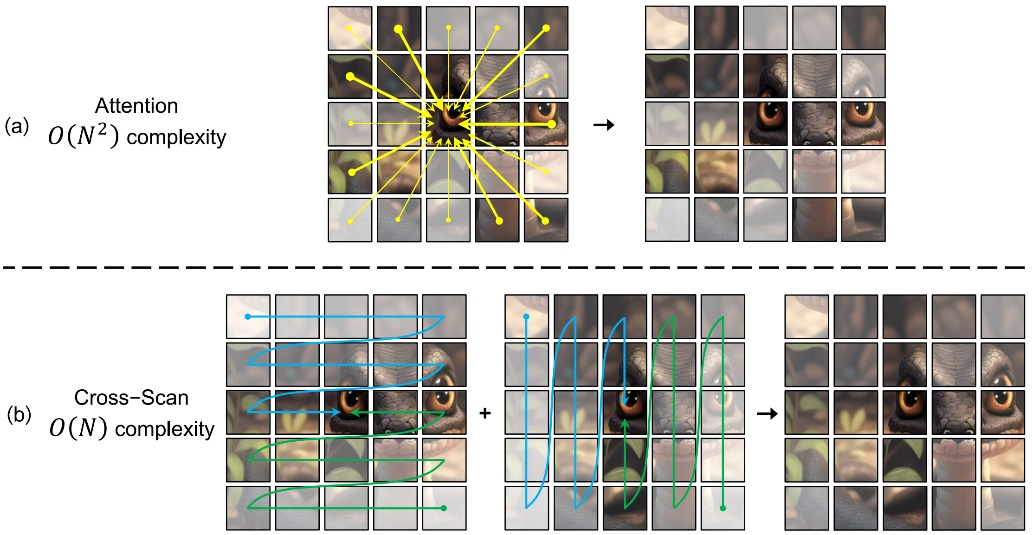 (a)
Attention
O(N²) complexity
(b)
Cross−Scan
O(N) complexity
+